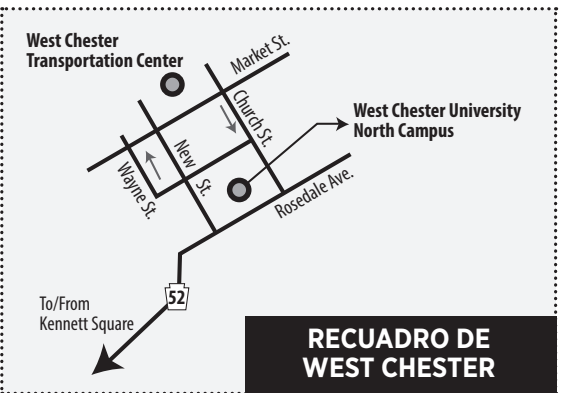 West Chester
Transportation Center
Market St.
Church St.
West Chester University
North Campus
New St.
Wayne St.
Rosedale Ave.
52
To/From
Kennett Square
RECUADRO DE
WEST CHESTER